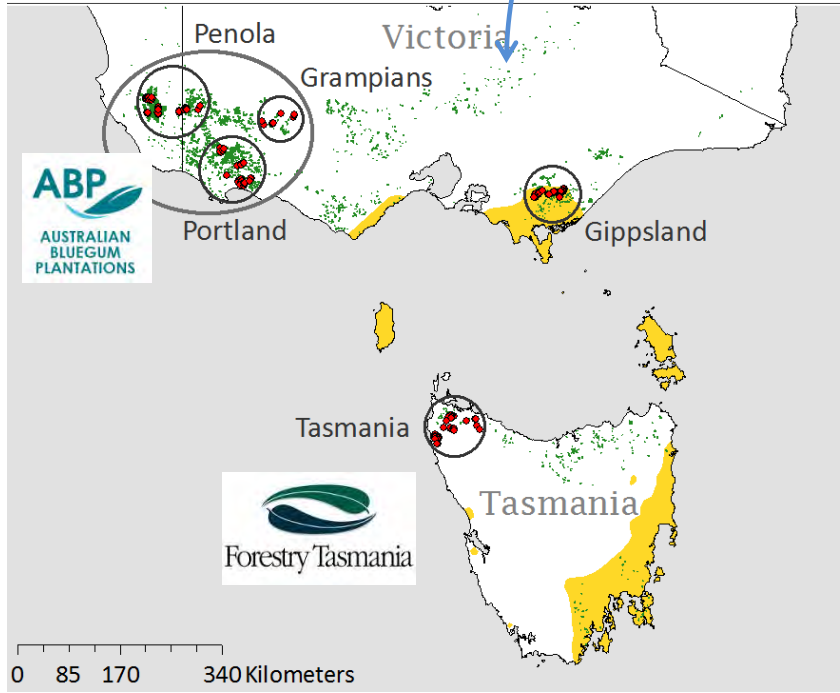 Penola
Victoria
Grampians
ABP
AUSTRALIAN
BLUEGUM
PLANTATIONS
Portland
Gippsland
Tasmania
Tasmania
Forestry Tasmania
0 85 170 340 Kilometers